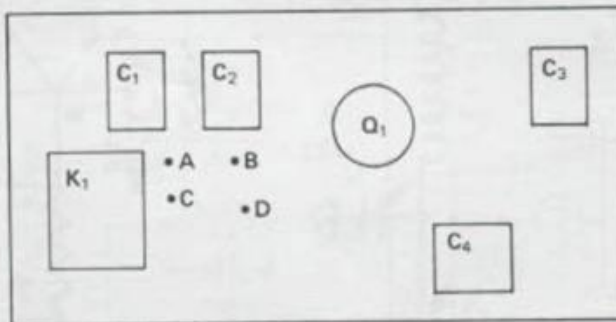 C₁ C₂ C₃
Q₁
K₁ •A •B
•C •D
C₄